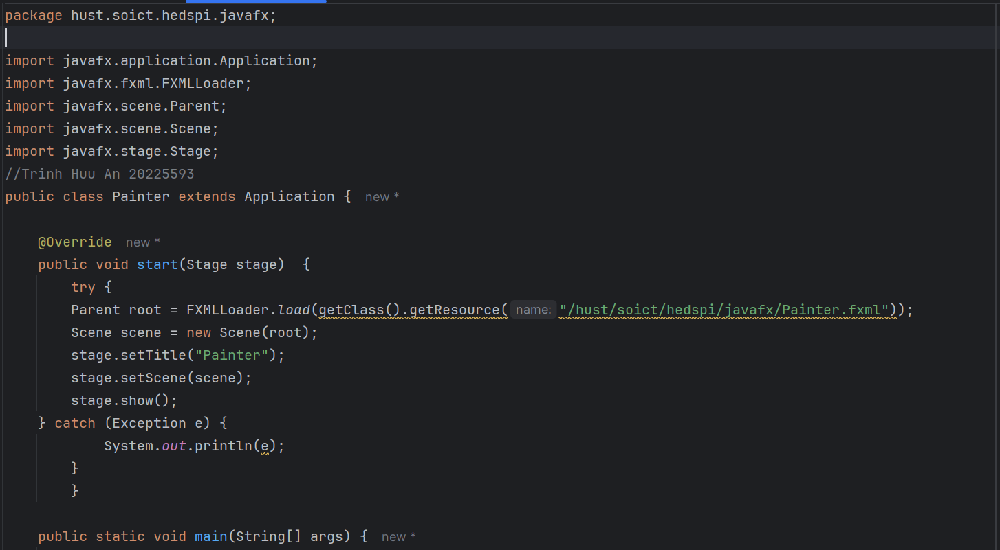 package hust.soict.hedspi.javafx;
import javafx.application.Application;
import javafx.fxml.FXMLLoader;
import javafx.scene.Parent;
import javafx.scene.Scene;
import javafx.stage.Stage;
//Trinh Huu An 20225593
public class Painter extends Application { new *
@Override new *
public void start(Stage stage)  {
try {
Parent root = FXMLLoader.load(getClass().getResource( name: "/hust/soict/hedspi/javafx/Painter.fxml"));
Scene scene = new Scene(root);
stage.setTitle("Painter");
stage.setScene(scene);
stage.show();
} catch (Exception e) {
System.out.println(e);
}
}
public static void main(String[] args) { new *